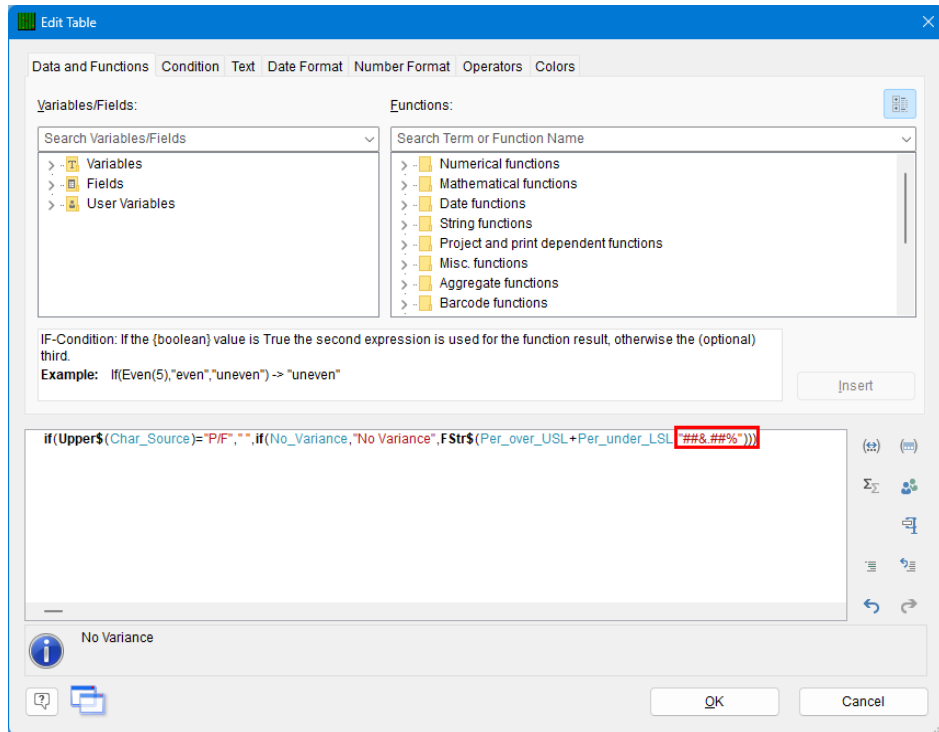 Edit Table
Data and Functions Condition Text Date Format Number Format Operators Colors
Variables/Fields: Functions:
Search Variables/Fields Search Term or Function Name
Variables
Fields
User Variables
Numerical functions
Mathematical functions
Date functions
String functions
Project and print dependent functions
Misc. functions
Aggregate functions
Barcode functions
IF-Condition: If the {boolean} value is True the second expression is used for the function result, otherwise the (optional)
third.
Example: If(Even(5),"even","uneven") -> "uneven"
Insert
if(Upper$(Char_Source)="P/F"," ",if(No_Variance,"No Variance",FStr$(Per_over_USL+Per_under_LSL,"##&.##%")))
No Variance
OK Cancel